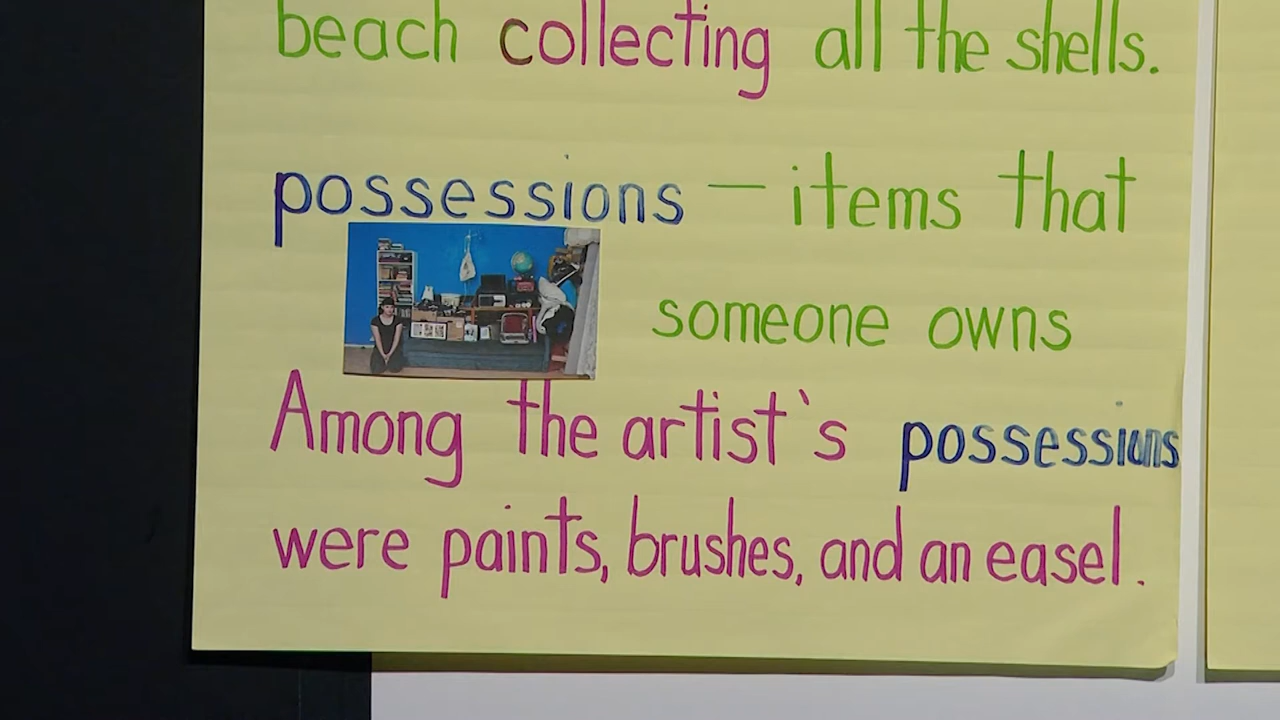 beach collecting all the shells.
possessions — items that
someone owns
Among the artist's possessions
were paints, brushes, and an easel.